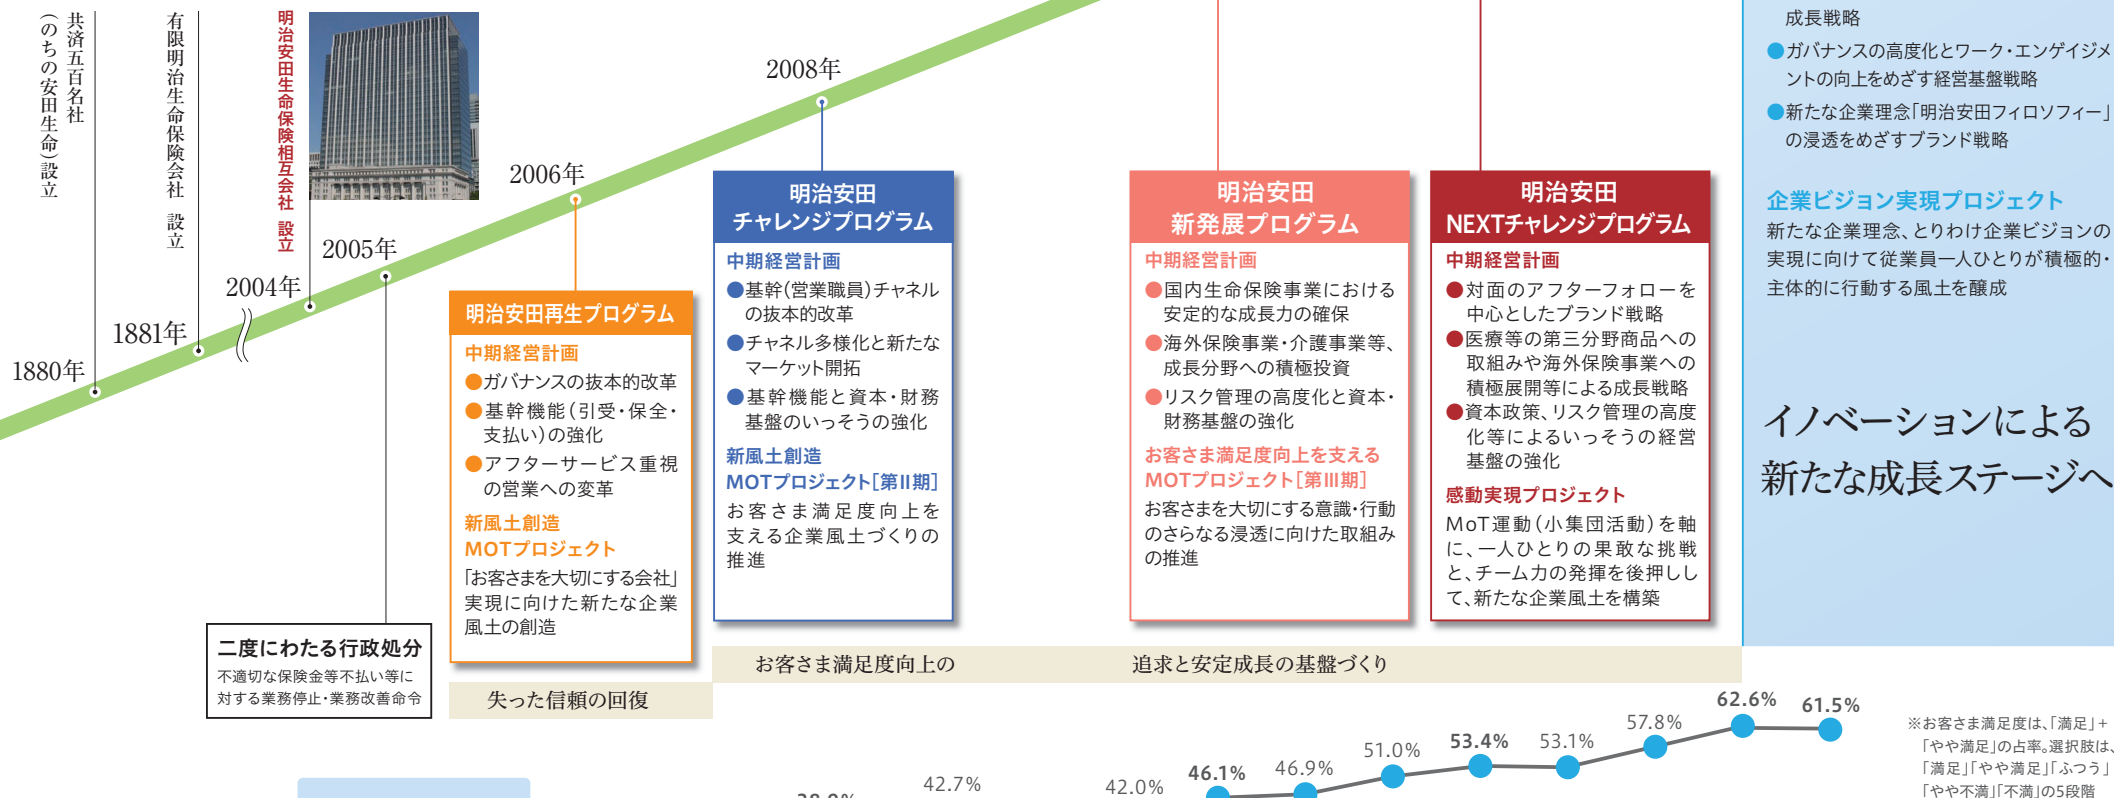 共済五百名社
（のちの安田生命）設立
有限明治生命保険会社 設立
明治安田生命保険相互会社 設立
1880年
1881年
2004年
2005年
2006年
2008年
二度にわたる行政処分
不適切な保険金等不払い等に
対する業務停止・業務改善命令
明治安田再生プログラム
中期経営計画
●ガバナンスの抜本的改革
●基幹機能（引受・保全・
支払い）の強化
●アフターサービス重視
の営業への変革
新風土創造
MOTプロジェクト
「お客さまを大切にする会社」
実現に向けた新たな企業
風土の創造
明治安田
チャレンジプログラム
中期経営計画
●基幹（営業職員）チャネル
の抜本的改革
●チャネル多様化と新たな
マーケット開拓
●基幹機能と資本・財務
基盤のいっそうの強化
新風土創造
MOTプロジェクト［第Ⅱ期］
お客さま満足度向上を
支える企業風土づくりの
推進
明治安田
新発展プログラム
中期経営計画
●国内生命保険事業における
安定的な成長力の確保
●海外保険事業・介護事業等、
成長分野への積極投資
●リスク管理の高度化と資本・
財務基盤の強化
お客さま満足度向上を支える
MOTプロジェクト［第Ⅲ期］
お客さまを大切にする意識・行動
のさらなる浸透に向けた取組み
の推進
明治安田
NEXTチャレンジプログラム
中期経営計画
●対面のアフターフォローを
中心としたブランド戦略
●医療等の第三分野商品への
取組みや海外保険事業への
積極展開等による成長戦略
●資本政策、リスク管理の高度
化等によるいっそうの経営
基盤の強化
感動実現プロジェクト
MoT運動（小集団活動）を軸
に、一人ひとりの果敢な挑戦
と、チーム力の発揮を後押しし
て、新たな企業風土を構築
成長戦略
●ガバナンスの高度化とワーク・エンゲイジメ
ントの向上をめざす経営基盤戦略
●新たな企業理念「明治安田フィロソフィー」
の浸透をめざすブランド戦略
企業ビジョン実現プロジェクト
新たな企業理念、とりわけ企業ビジョンの
実現に向けて従業員一人ひとりが積極的・
主体的に行動する風土を醸成
イノベーションによる
新たな成長ステージへ
失った信頼の回復
お客さま満足度向上の 追求と安定成長の基盤づくり
38.9%
42.7%
42.0%
46.1%
46.9%
51.0%
53.4%
53.1%
57.8%
62.6%
61.5%
※お客さま満足度は、「満足」＋
「やや満足」の占率。選択肢は、
「満足」「やや満足」「ふつう」
「やや不満」「不満」の5段階